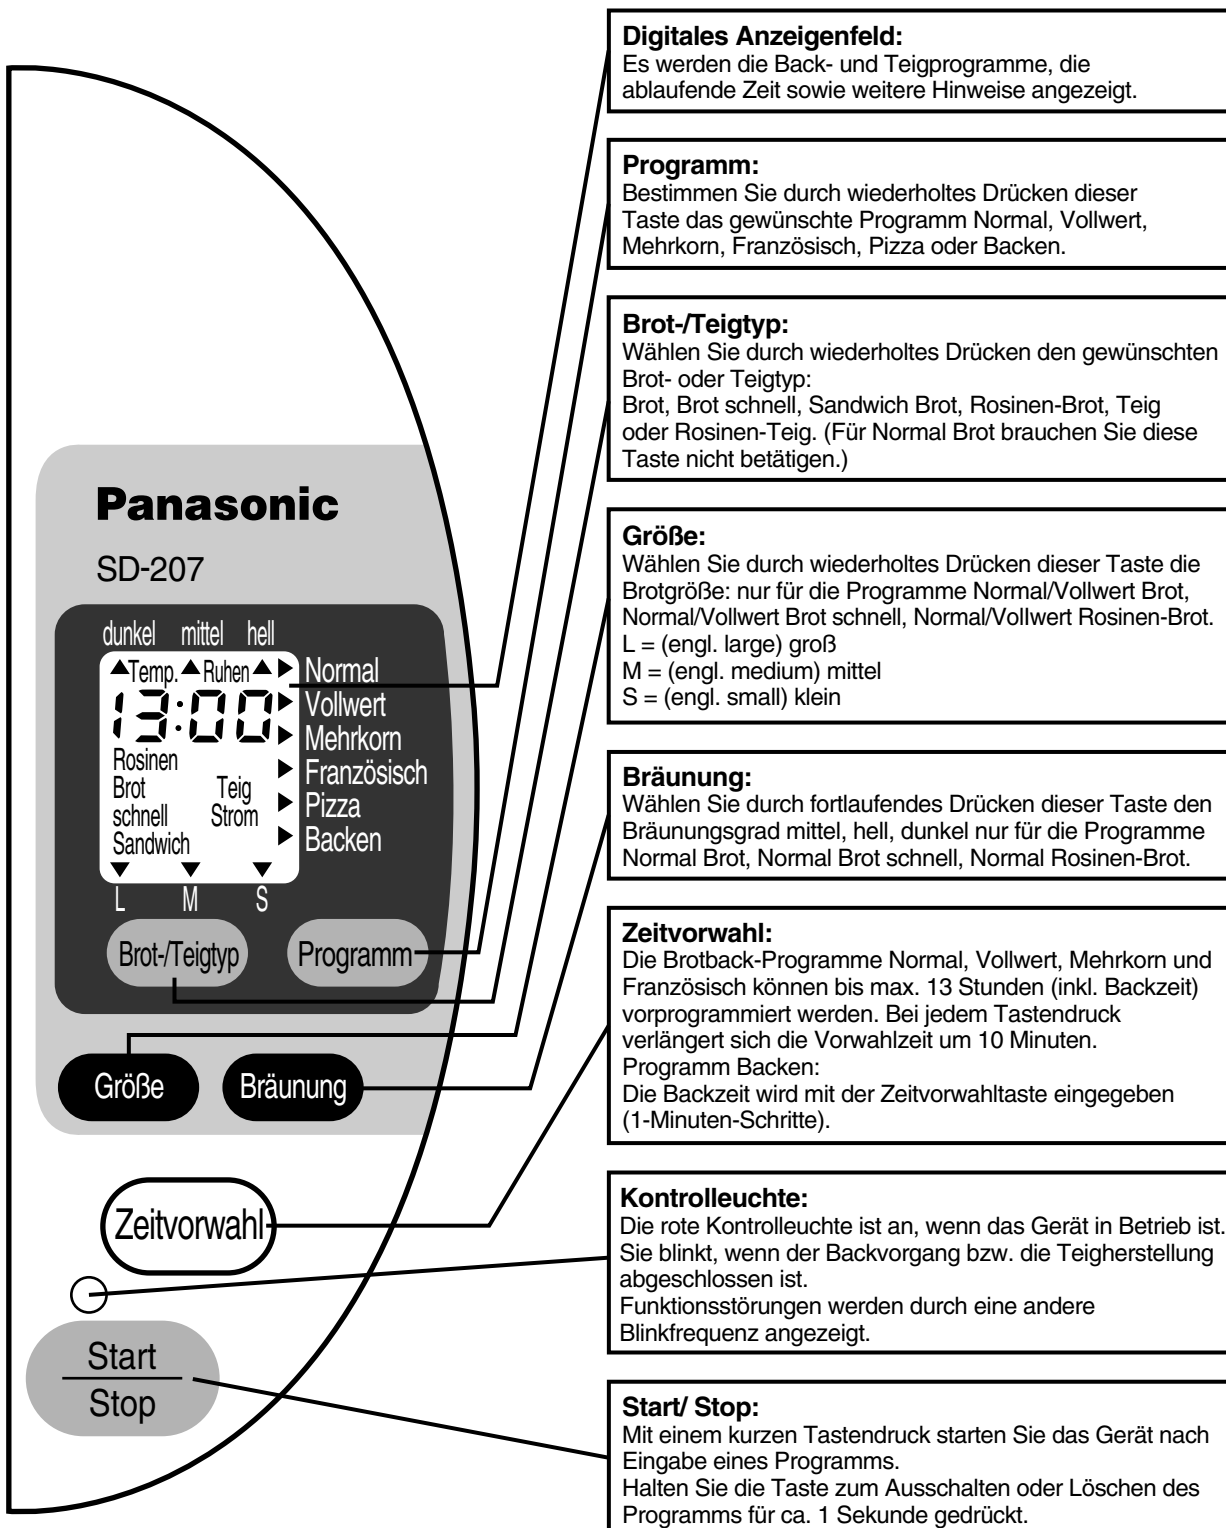 Digitales Anzeigenfeld:
Es werden die Back- und Teigprogramme, die
ablaufende Zeit sowie weitere Hinweise angezeigt.
Programm:
Bestimmen Sie durch wiederholtes Drücken dieser
Taste das gewünschte Programm Normal, Vollwert,
Mehrkorn, Französisch, Pizza oder Backen.
Brot-/Teigtyp:
Wählen Sie durch wiederholtes Drücken den gewünschten
Brot- oder Teigtyp:
Brot, Brot schnell, Sandwich Brot, Rosinen-Brot, Teig
oder Rosinen-Teig. (Für Normal Brot brauchen Sie diese
Taste nicht betätigen.)
Größe:
Wählen Sie durch wiederholtes Drücken dieser Taste die
Brotgröße: nur für die Programme Normal/Vollwert Brot,
Normal/Vollwert Brot schnell, Normal/Vollwert Rosinen-Brot.
L = (engl. large) groß
M = (engl. medium) mittel
S = (engl. small) klein
Bräunung:
Wählen Sie durch fortlaufendes Drücken dieser Taste den
Bräunungsgrad mittel, hell, dunkel nur für die Programme
Normal Brot, Normal Brot schnell, Normal Rosinen-Brot.
Zeitvorwahl:
Die Brotback-Programme Normal, Vollwert, Mehrkorn und
Französisch können bis max. 13 Stunden (inkl. Backzeit)
vorprogrammiert werden. Bei jedem Tastendruck
verlängert sich die Vorwahlzeit um 10 Minuten.
Programm Backen:
Die Backzeit wird mit der Zeitvorwahltaste eingegeben
(1-Minuten-Schritte).
Kontrolleuchte:
Die rote Kontrolleuchte ist an, wenn das Gerät in Betrieb ist.
Sie blinkt, wenn der Backvorgang bzw. die Teigherstellung
abgeschlossen ist.
Funktionsstörungen werden durch eine andere
Blinkfrequenz angezeigt.
Start/ Stop:
Mit einem kurzen Tastendruck starten Sie das Gerät nach
Eingabe eines Programms.
Halten Sie die Taste zum Ausschalten oder Löschen des
Programms für ca. 1 Sekunde gedrückt.
Panasonic
SD-207
dunkel mittel hell
Temp. Ruhen
13:00
Rosinen
Brot Teig
schnell Strom
Sandwich
Normal
Vollwert
Mehrkorn
Französisch
Pizza
Backen
L M S
Brot-/Teigtyp Programm
Größe Bräunung
Zeitvorwahl
Start
Stop